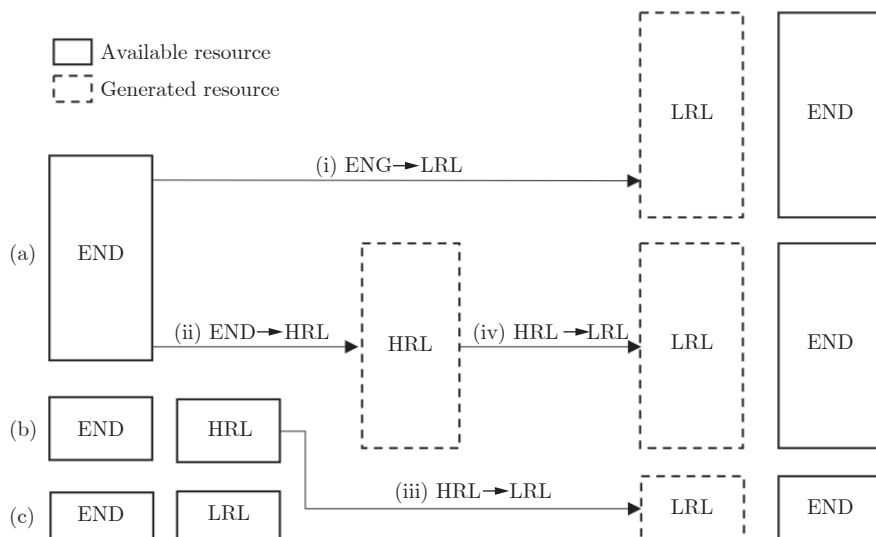 Available resource
Generated resource
LRL
END
(i) ENG→LRL
(a)
END
(ii) END→HRL
HRL
(iv) HRL →LRL
LRL
END
(b)
END
HRL
(iii) HRL→LRL
LRL
END
(c)
END
LRL